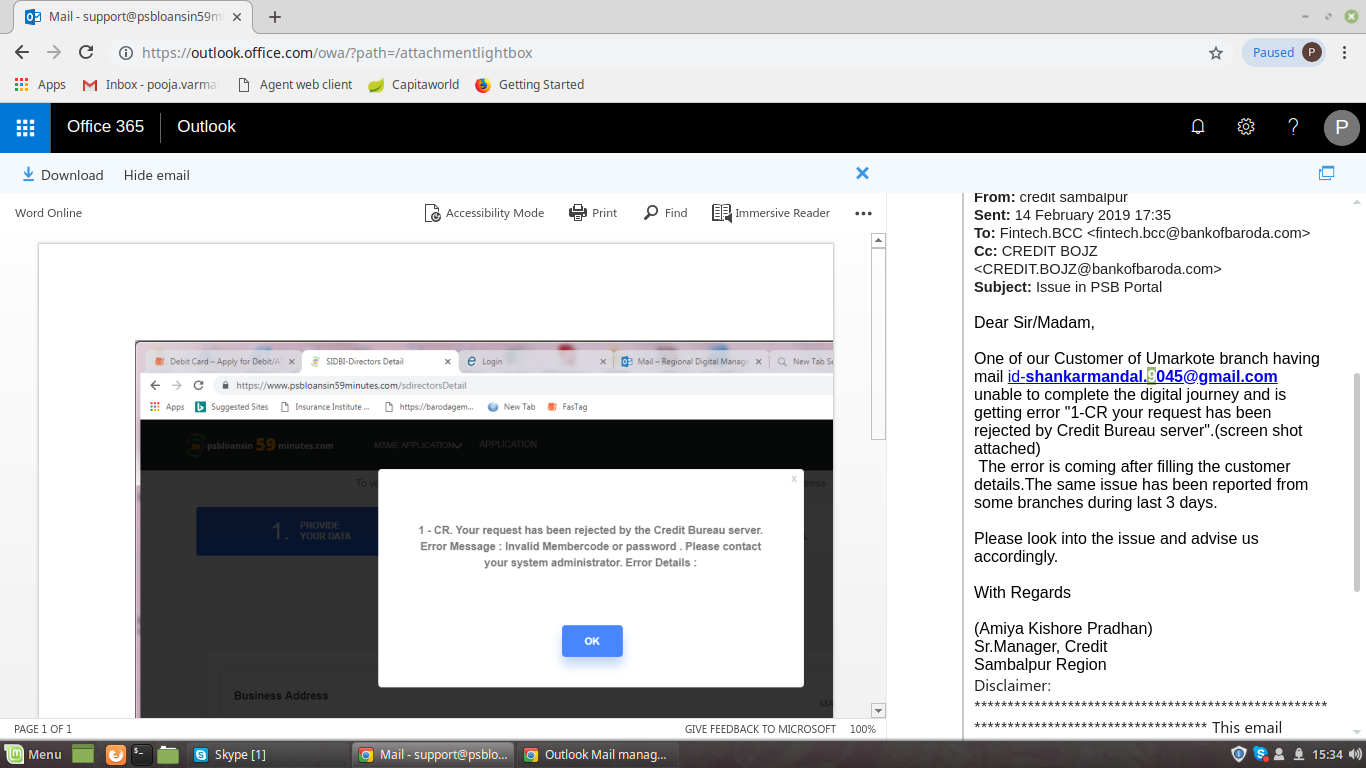 Mail - support@psbloansin59m
https://outlook.office.com/owa/?path=/attachmentlightbox
Paused P
Apps Inbox - pooja.varma Agent web client Capitaworld Getting Started
Office 365 Outlook ? P
Download Hide email
Word Online Accessibility Mode Print Find Immersive Reader
Debit Card – Apply for Debit/A SIDBI-Directors Detail Login Mail – Regional Digital Manag New Tab Se
https://www.psbloansin59minutes.com/sdirectorsDetail
Apps Suggested Sites Insurance Institute ... https://barodagem... New Tab FasTag
psbloansin 59 minutes.com MSME APPLICATION APPLICATION
To ve
x
1. PROVIDE
YOUR DATA
1 - CR. Your request has been rejected by the Credit Bureau server.
Error Message : Invalid Membercode or password . Please contact
your system administrator. Error Details :
OK
Business Address
MA
PAGE 1 OF 1 GIVE FEEDBACK TO MICROSOFT 100%
From: credit sambalpur
Sent: 14 February 2019 17:35
To: Fintech.BCC <fintech.bcc@bankofbaroda.com>
Cc: CREDIT BOJZ
<CREDIT.BOJZ@bankofbaroda.com>
Subject: Issue in PSB Portal
Dear Sir/Madam,
One of our Customer of Umarkote branch having
mail id-shankarmandal.9045@gmail.com
unable to complete the digital journey and is
getting error "1-CR your request has been
rejected by Credit Bureau server".(screen shot
attached)
The error is coming after filling the customer
details.The same issue has been reported from
some branches during last 3 days.
Please look into the issue and advise us
accordingly.
With Regards
(Amiya Kishore Pradhan)
Sr.Manager, Credit
Sambalpur Region
Disclaimer:
*****************************************************
*********************************** This email
Menu Skype [1] Mail - support@psblo... Outlook Mail manag... 15:34